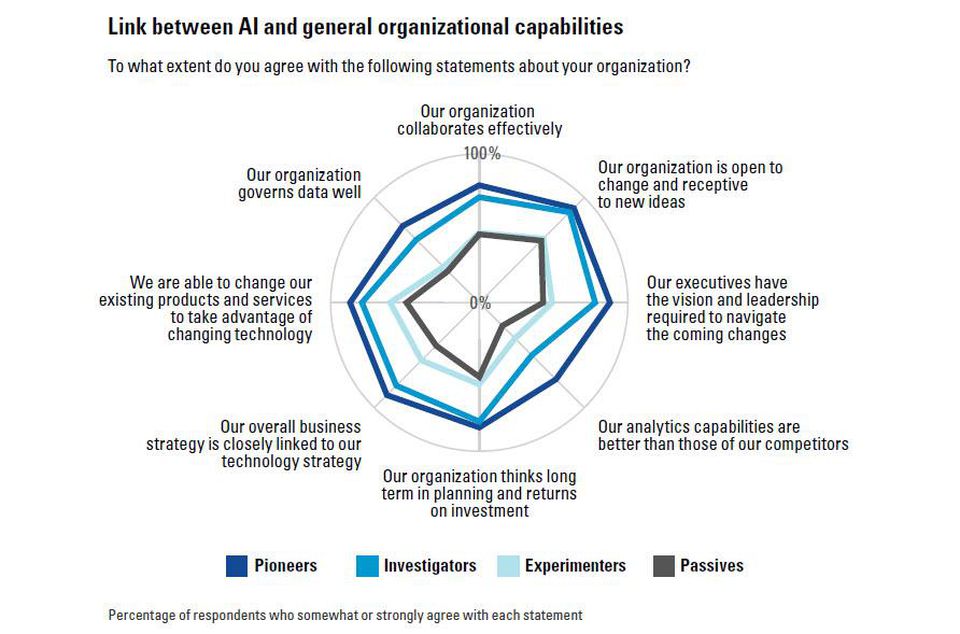 Link between AI and general organizational capabilities
To what extent do you agree with the following statements about your organization?
Our organization
collaborates effectively
100%
Our organization is open to
change and receptive
to new ideas
Our organization
governs data well
Our executives have
the vision and leadership
required to navigate
the coming changes
We are able to change our
existing products and services
to take advantage of
changing technology
0%
Our analytics capabilities are
better than those of our competitors
Our overall business
strategy is closely linked to our
technology strategy
Our organization thinks long
term in planning and returns
on investment
Pioneers
Investigators
Experimenters
Passives
Percentage of respondents who somewhat or strongly agree with each statement